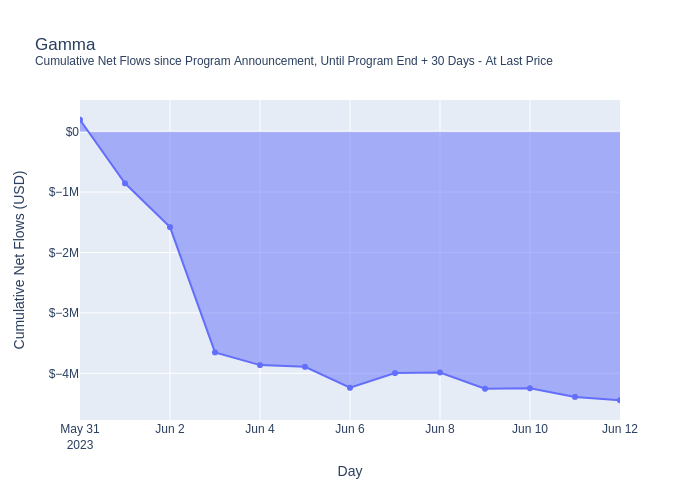 Gamma
Cumulative Net Flows since Program Announcement, Until Program End + 30 Days - At Last Price
Cumulative Net Flows (USD)
$0
$−1M
$−2M
$−3M
$−4M
May 31
2023
Jun 2
Jun 4
Jun 6
Jun 8
Jun 10
Jun 12
Day